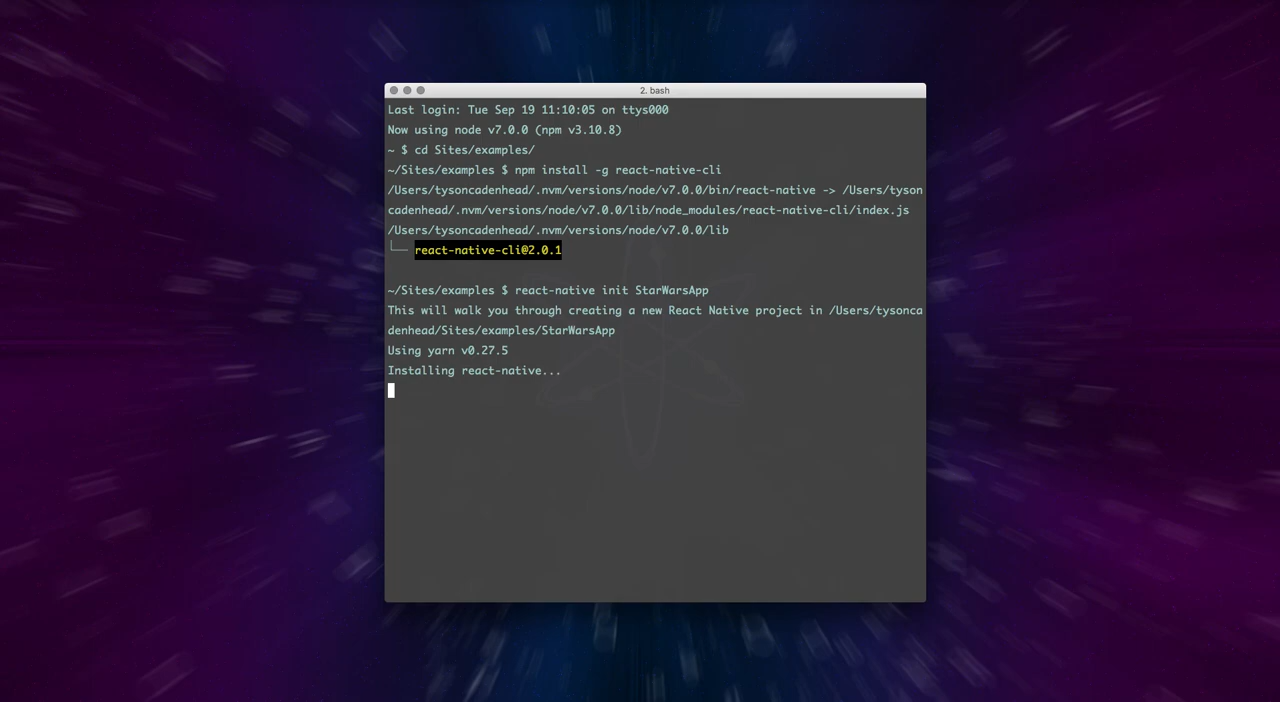 2. bash
Last login: Tue Sep 19 11:10:05 on ttys000
Now using node v7.0.0 (npm v3.10.8)
~ $ cd Sites/examples/
~/Sites/examples $ npm install -g react-native-cli
/Users/tysoncadenhead/.nvm/versions/node/v7.0.0/bin/react-native -> /Users/tyson
cadenhead/.nvm/versions/node/v7.0.0/lib/node_modules/react-native-cli/index.js
/Users/tysoncadenhead/.nvm/versions/node/v7.0.0/lib
└── react-native-cli@2.0.1
~/Sites/examples $ react-native init StarWarsApp
This will walk you through creating a new React Native project in /Users/tysonca
denhead/Sites/examples/StarWarsApp
Using yarn v0.27.5
Installing react-native...